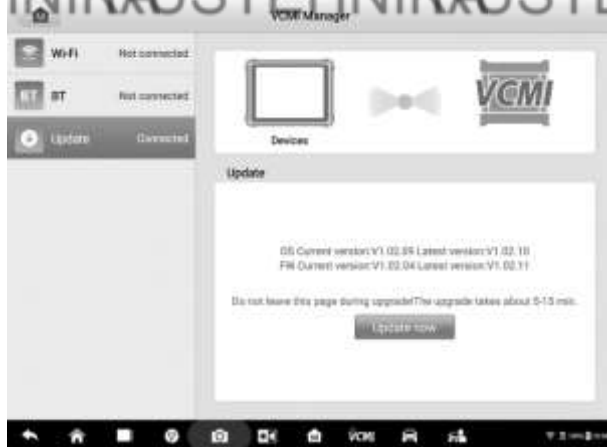 VCMI Manager
Wi-Fi Not connected
BT BT Not connected
Update Connected
VCMI
Devices
Update
OS Current version:V1.02.09 Latest version:V1.02.10
FW Current version:V1.02.04 Latest version:V1.02.11
Do not leave this page during upgrade!The upgrade takes about 5-15 min.
Update now
VCMI